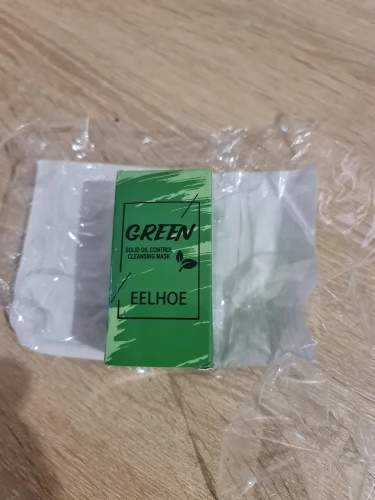 GREEN
SOLID OIL CONTROL
CLEANSING MASK
EELHOE